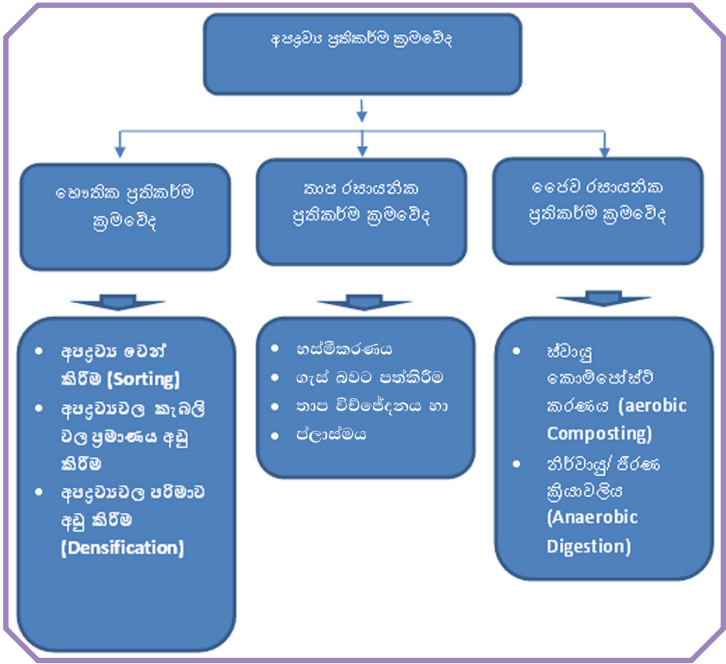 අපද්‍රව්‍ය ප්‍රතිකර්ම ක්‍රමවේද
භෞතික ප්‍රතිකර්ම
ක්‍රමවේද
තාප රසායනික
ප්‍රතිකර්ම ක්‍රමවේද
ජෛව රසායනික
ප්‍රතිකර්ම ක්‍රමවේද
• අපද්‍රව්‍ය වෙන්
කිරීම (Sorting)
• අපද්‍රව්‍යවල කැබලි
වල ප්‍රමාණය අඩු
කිරීම
• අපද්‍රව්‍යවල පරිමාව
අඩු කිරීම
(Densification)
• භස්මීකරණය
• ගැස් බවට පත්කිරීම
• තාප විච්ඡේදනය හා
• ප්ලාස්මය
• ස්වායු
කොම්පෝස්ට්
කරණය (aerobic
Composting)
• නිර්වායු/ ජීරණ
ක්‍රියාවලිය
(Anaerobic
Digestion)